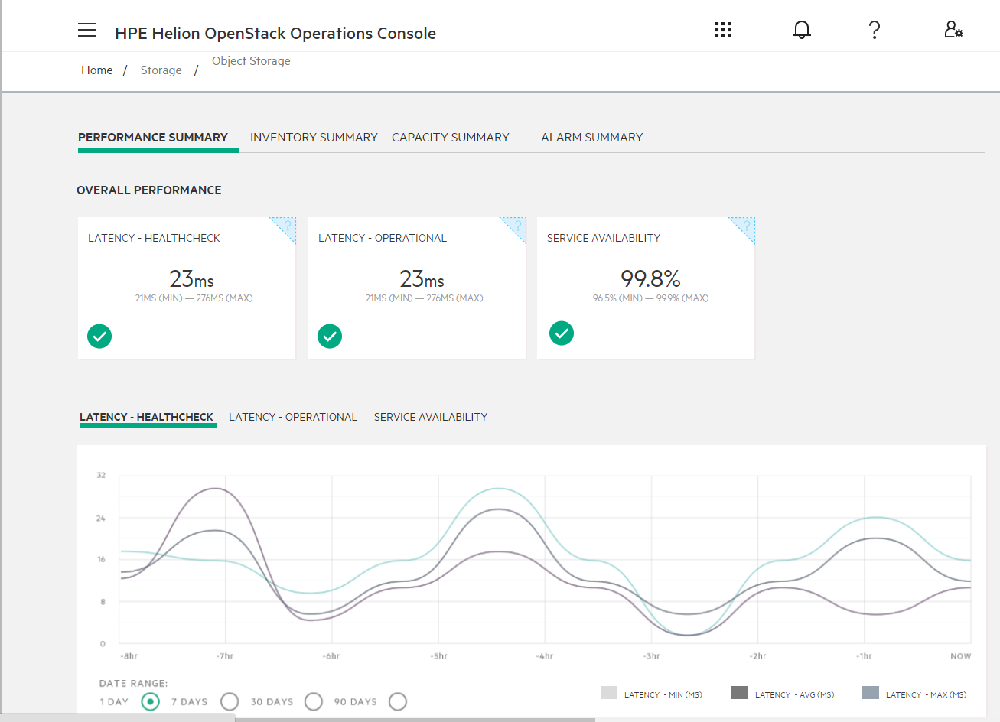 HPE Helion OpenStack Operations Console
Home / Storage / Object Storage
PERFORMANCE SUMMARY INVENTORY SUMMARY CAPACITY SUMMARY ALARM SUMMARY
OVERALL PERFORMANCE
LATENCY - HEALTHCHECK
23ms
21MS (MIN) — 276MS (MAX)
LATENCY - OPERATIONAL
23ms
21MS (MIN) — 276MS (MAX)
SERVICE AVAILABILITY
99.8%
96.5% (MIN) — 99.9% (MAX)
LATENCY - HEALTHCHECK LATENCY - OPERATIONAL SERVICE AVAILABILITY
32
24
16
8
0
-8hr -7hr -6hr -5hr -4hr -3hr -2hr -1hr NOW
DATE RANGE:
1 DAY 7 DAYS 30 DAYS 90 DAYS
LATENCY - MIN (MS) LATENCY - AVG (MS) LATENCY - MAX (MS)